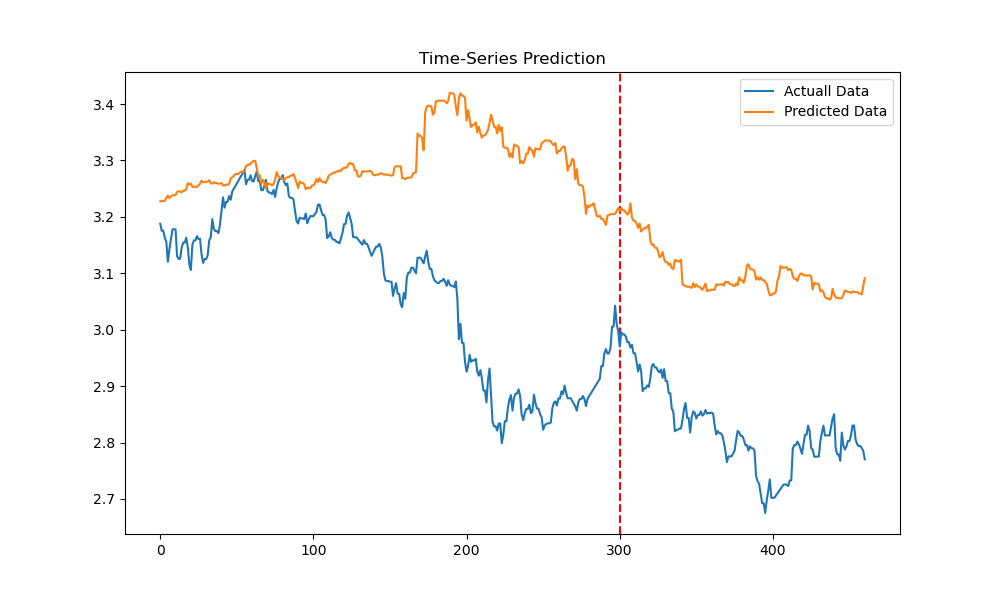 Time-Series Prediction
Actuall Data
Predicted Data
3.4
3.3
3.2
3.1
3.0
2.9
2.8
2.7
0 100 200 300 400